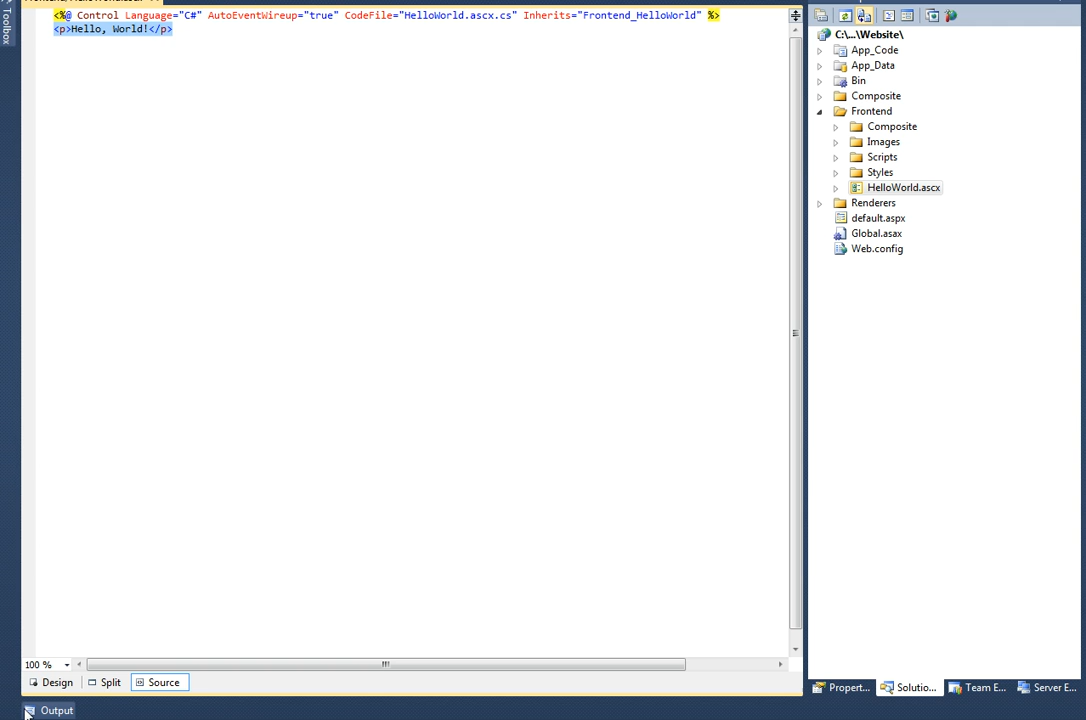 Toolbox
<%@ Control Language="C#" AutoEventWireup="true" CodeFile="HelloWorld.ascx.cs" Inherits="Frontend_HelloWorld" %>
<p>Hello, World!</p>
C:\...\Website\
App_Code
App_Data
Bin
Composite
Frontend
Composite
Images
Scripts
Styles
HelloWorld.ascx
Renderers
default.aspx
Global.asax
Web.config
100 %
Design
Split
Source
Propert...
Solutio...
Team E...
Server E...
Output